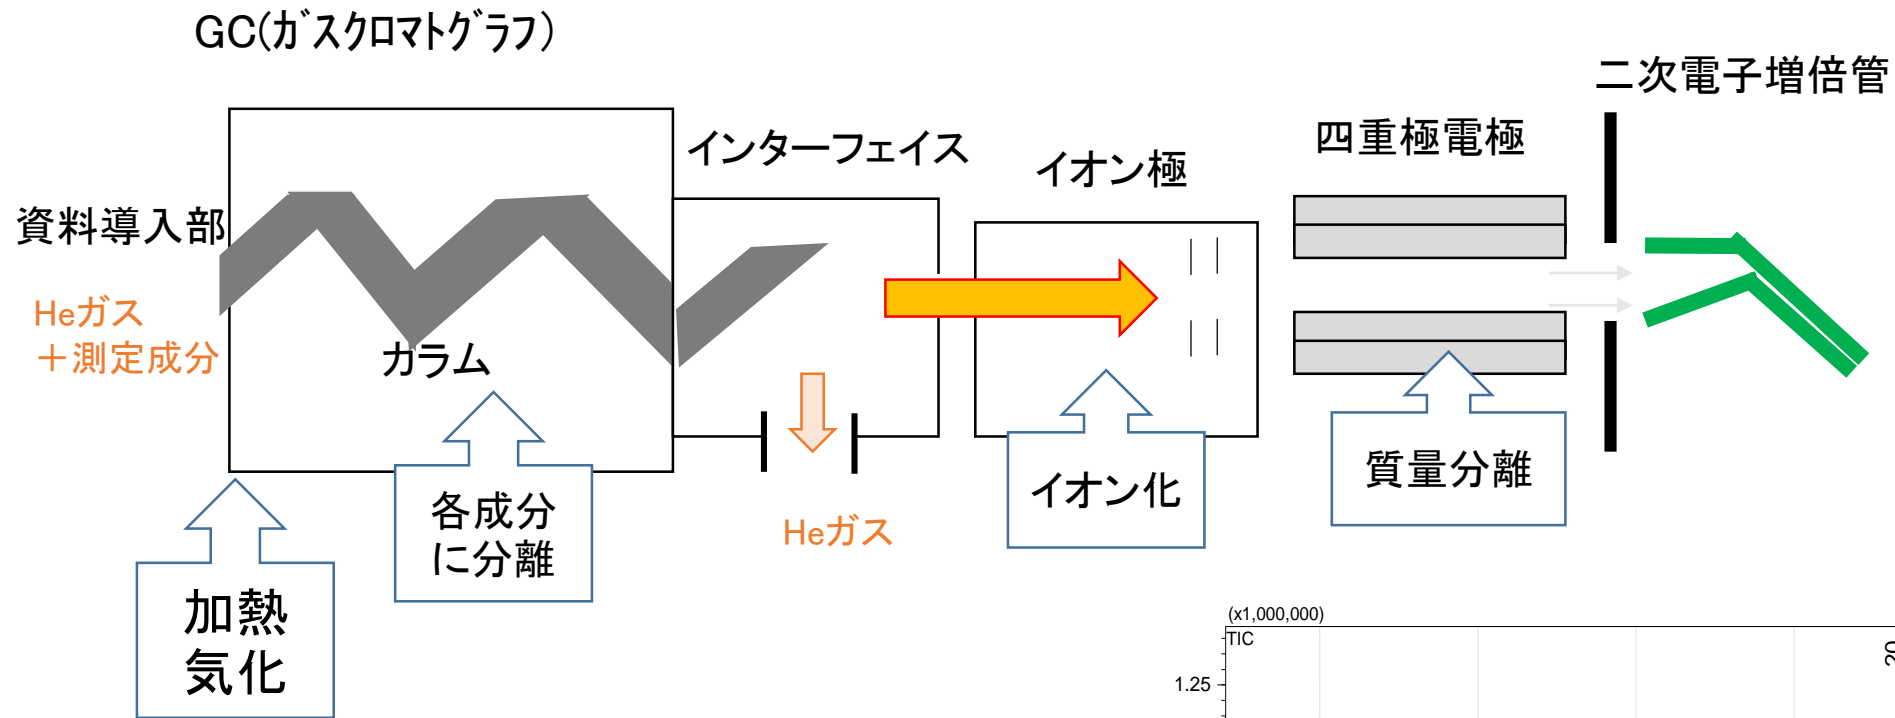 GC(ｶﾞｽｸﾛﾏﾄｸﾞﾗﾌ)
二次電子増倍管
四重極電極
インターフェイス
イオン極
資料導入部
Heガス
＋測定成分
カラム
各成分
に分離
Heガス
イオン化
質量分離
加熱
気化
(x1,000,000)
TIC
1.25
20